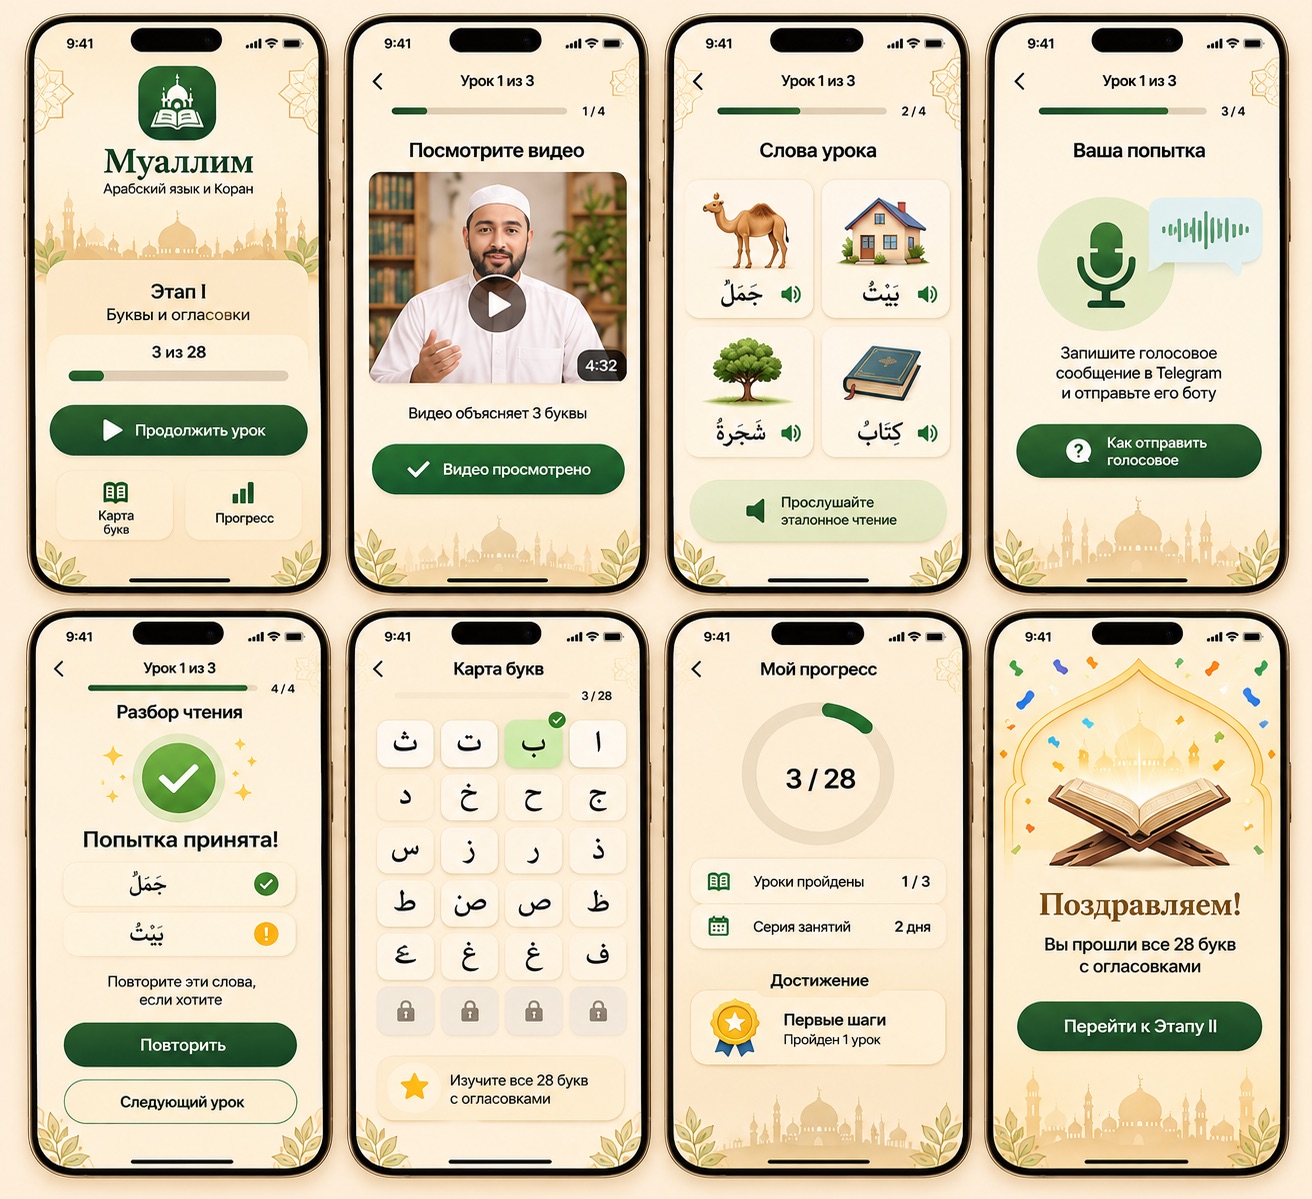 9:41
Муаллим
Арабский язык и Коран
Этап I
Буквы и огласовки
3 из 28
Продолжить урок
Карта
букв
Прогресс
9:41
Урок 1 из 3
1 / 4
Посмотрите видео
4:32
Видео объясняет 3 буквы
Видео просмотрено
9:41
Урок 1 из 3
2 / 4
Слова урока
جَمَلٌ
بَيْتٌ
شَجَرةٌ
كِتَابٌ
Прослушайте
эталонное чтение
9:41
Урок 1 из 3
3 / 4
Ваша попытка
Запишите голосовое
сообщение в Telegram
и отправьте его боту
Как отправить
голосовое
9:41
Урок 1 из 3
4 / 4
Разбор чтения
Попытка принята!
جَمَلٌ
بَيْتٌ
Повторите эти слова,
если хотите
Повторить
Следующий урок
9:41
Карта букв
3 / 28
ا ب ت ث
ج ح خ د
ذ ر ز س
ظ ص صن ط
ف غ غ ع
Изучите все 28 букв
с огласовками
9:41
Мой прогресс
3 / 28
Уроки пройдены 1 / 3
Серия занятий 2 дня
Достижение
Первые шаги
Пройден 1 урок
9:41
Поздравляем!
Вы прошли все 28 букв
с огласовками
Перейти к Этапу II